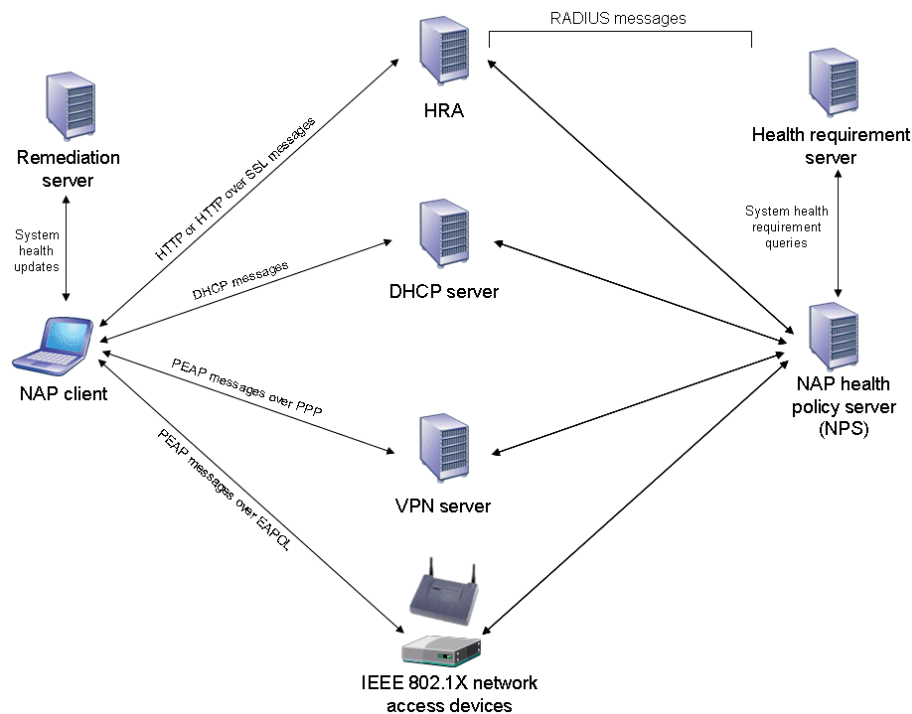 RADIUS messages
HRA
Remediation
server
Health requirement
server
HTTP or HTTP over SSL messages
System
health
updates
System health
requirement
queries
DHCP messages
DHCP server
NAP client
PEAP messages over PPP
NAP health
policy server
(NPS)
PEAP messages over EAPOL
VPN server
IEEE 802.1X network
access devices